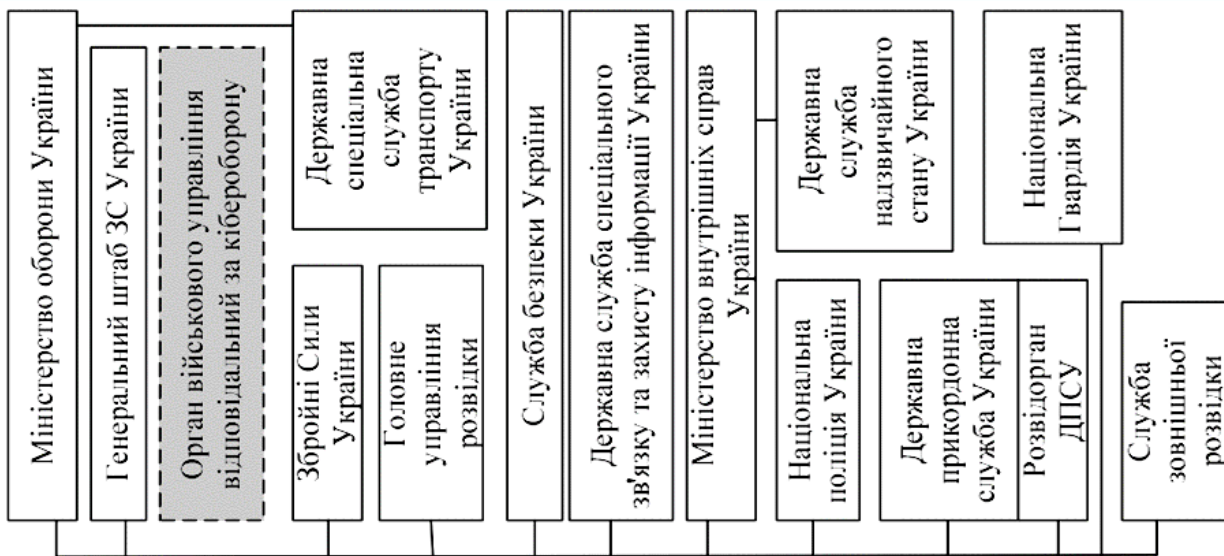 Міністерство оборони України
Генеральний штаб ЗС України
Орган військового управління
відповідальний за кібероборону
Збройні Сили
України
Головне
управління
розвідки
Державна
спеціальна
служба
транспорту
України
Служба безпеки України
Державна служба спеціального
зв'язку та захисту інформації України
Міністерство внутрішніх справ
України
Національна
поліція України
Державна
служба
надзвичайного
стану України
Державна
прикордонна
служба України
Розвідорган
ДПСУ
Національна
Гвардія України
Служба
зовнішньої
розвідки